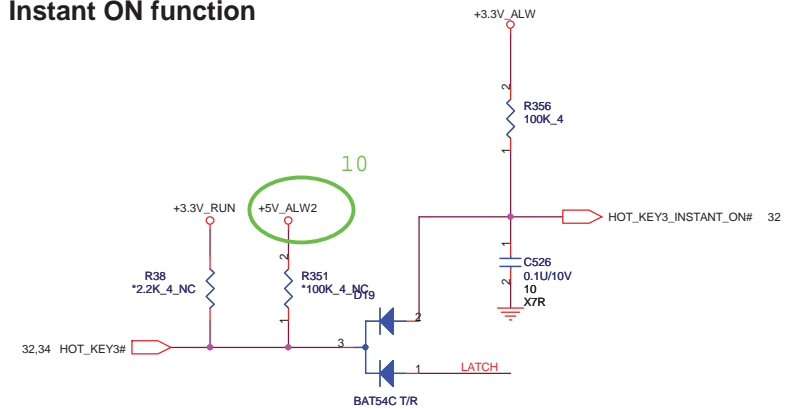 Instant ON function
+3.3V_ALW
2
R356
100K_4
1
10
+3.3V_RUN
+5V_ALW2
HOT_KEY3_INSTANT_ON# 32
R38
*2.2K_4_NC
2
R351
*100K_4_NC
1
1
C526
0.1U/10V
10
X7R
2
D19
2
32,34 HOT_KEY3#
3
1
LATCH
BAT54C T/R